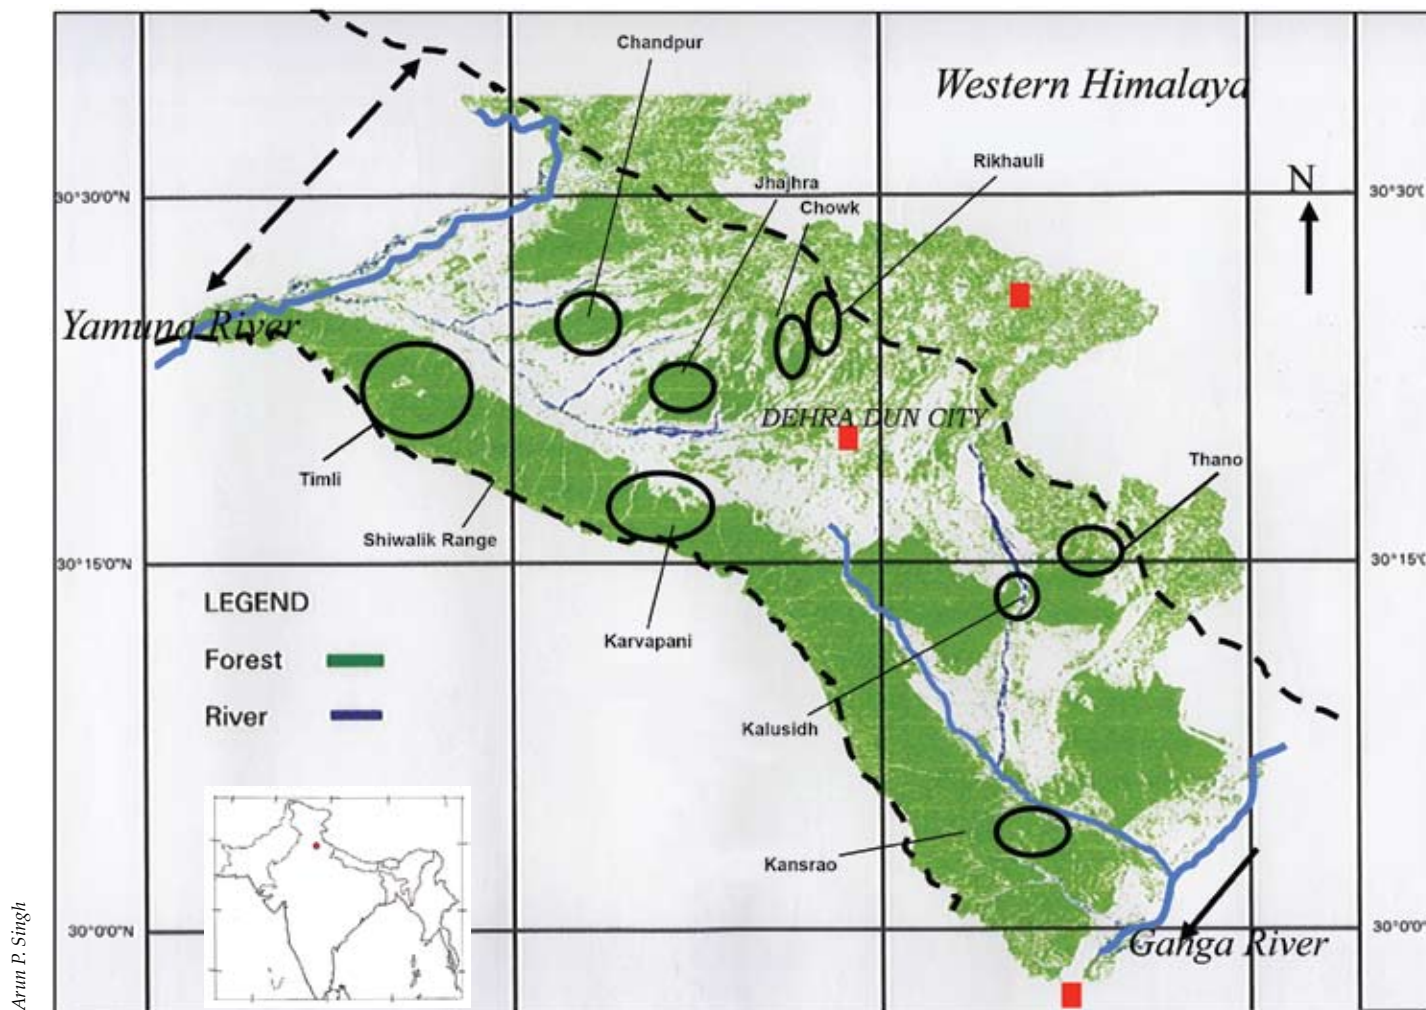 Chandpur
Western Himalaya
Rikhauli
Jhajhra
N
Chowk
30°30'0"N
30°30'0"N
Yamuna River
DEHRA DUN CITY
Thano
Timli
Shiwalik Range
30°15'0"N
30°15'0"N
LEGEND
Forest
River
Karvapani
Kalusidh
Kansrao
30°0'0"N
30°0'0"N
Ganga River
Arun P. Singh